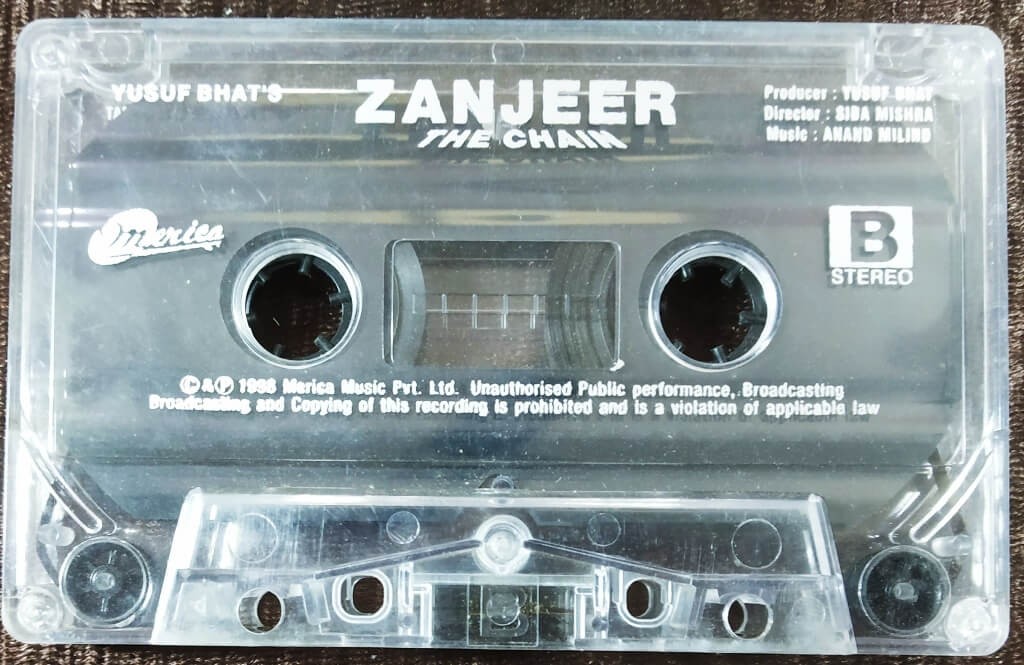 YUSUF BHAT'S
ZANJEER
THE CHAIN
Producer : YUSUF BHAT
Director : SIBA MISHRA
Music : ANAND MILIND
Merica
B
STEREO
©A℗ 1998 Merica Music Pvt. Ltd. Unauthorised Public performance, Broadcasting
Broadcasting and Copying of this recording is prohibited and is a violation of applicable law
B